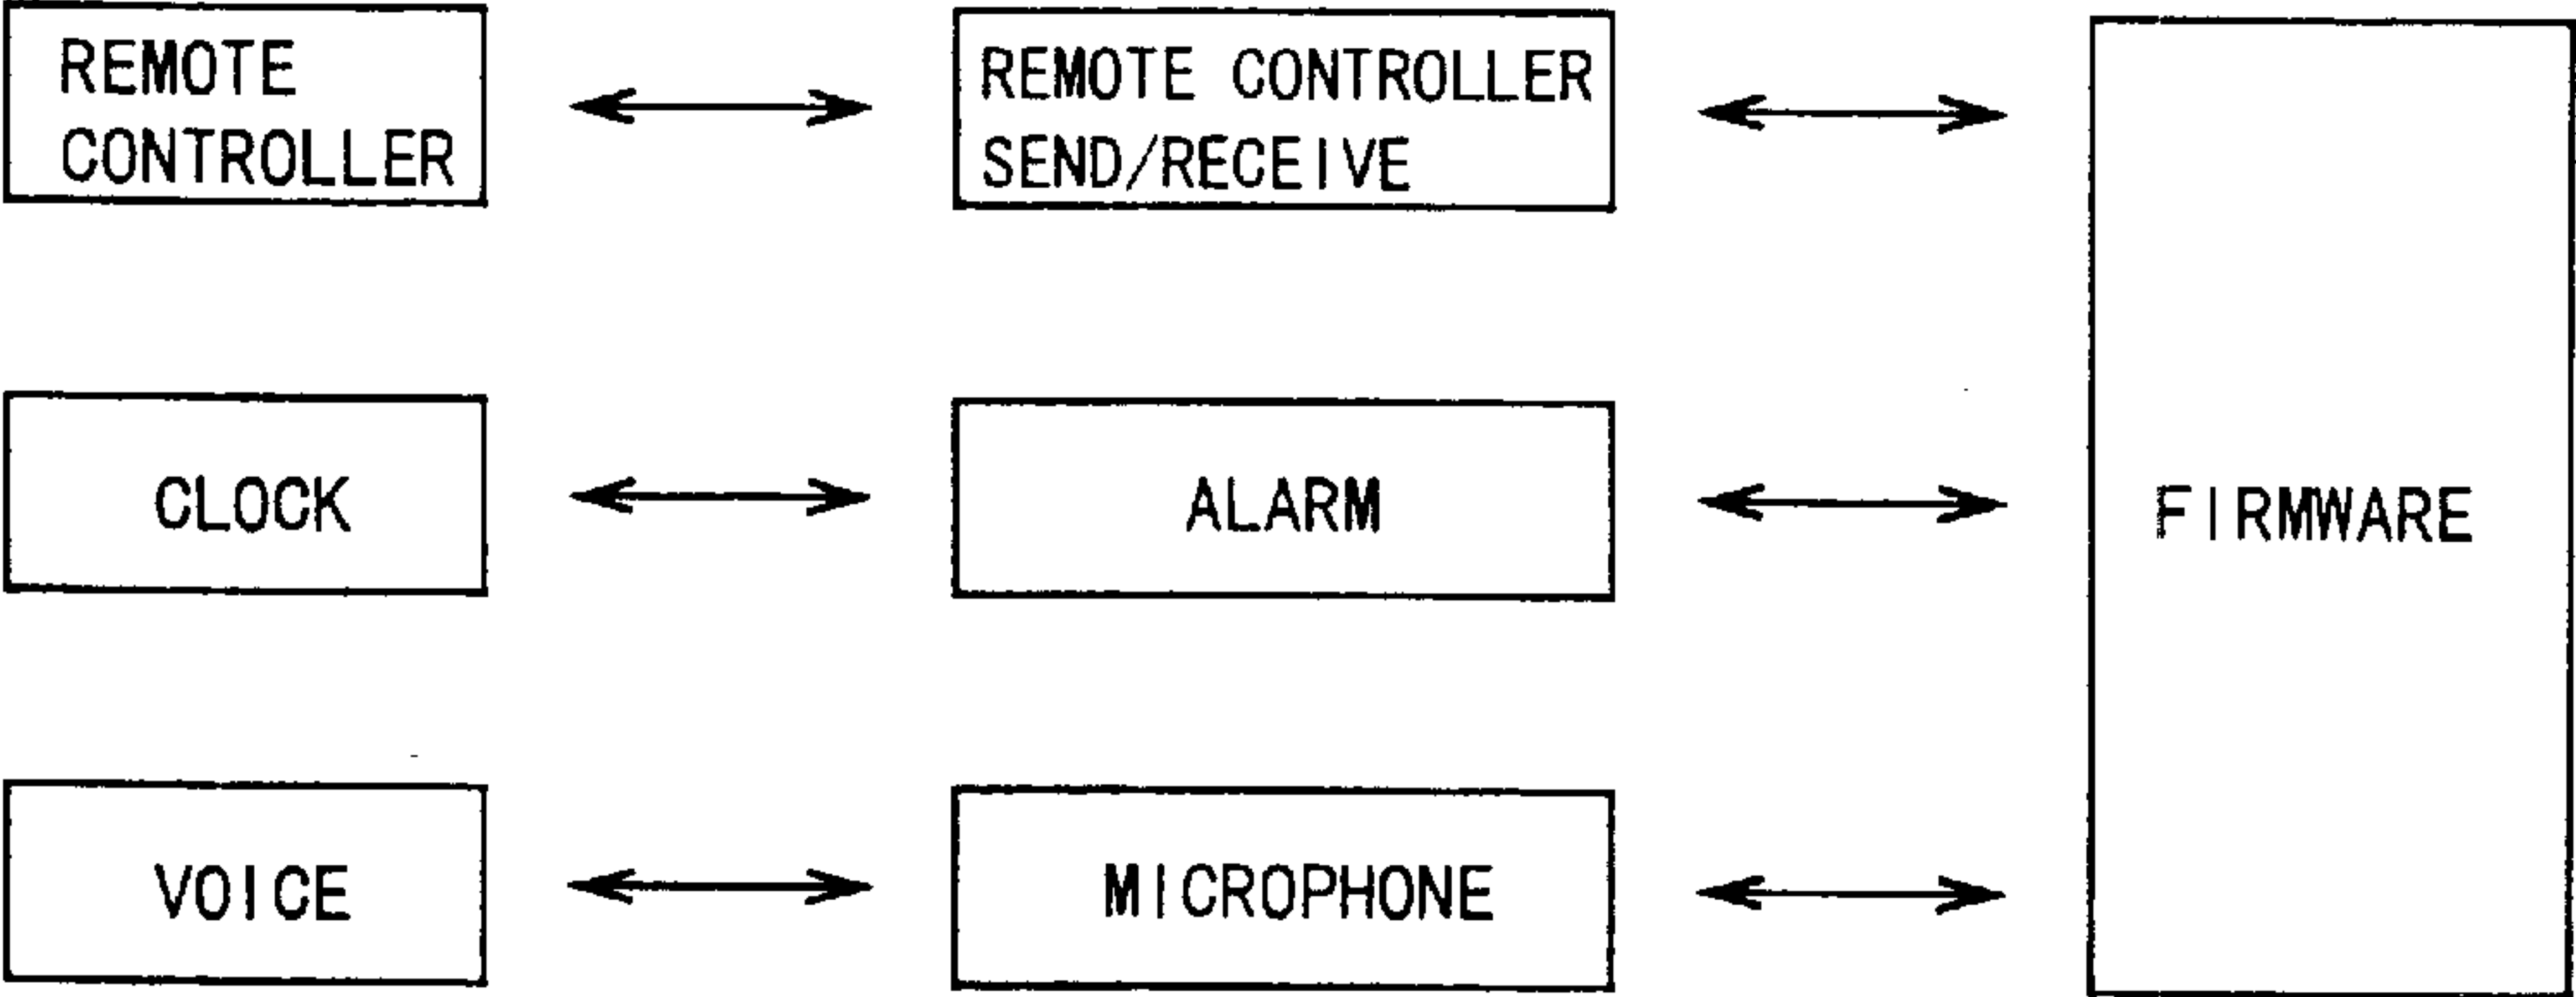 REMOTE
CONTROLLER
REMOTE CONTROLLER
SEND/RECEIVE
CLOCK
ALARM
FIRMWARE
VOICE
MICROPHONE